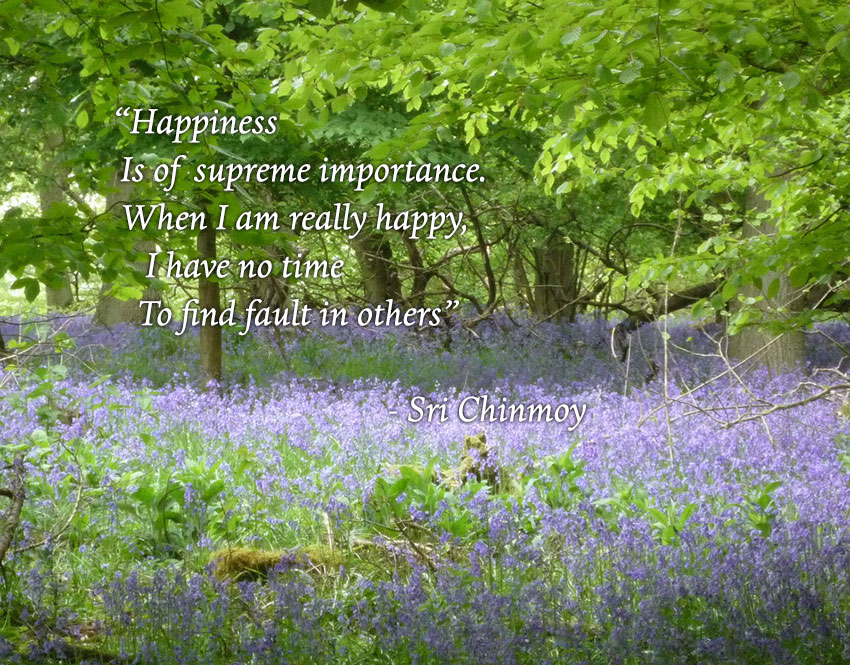 “Happiness
Is of supreme importance.
When I am really happy,
I have no time
To find fault in others”
- Sri Chinmoy